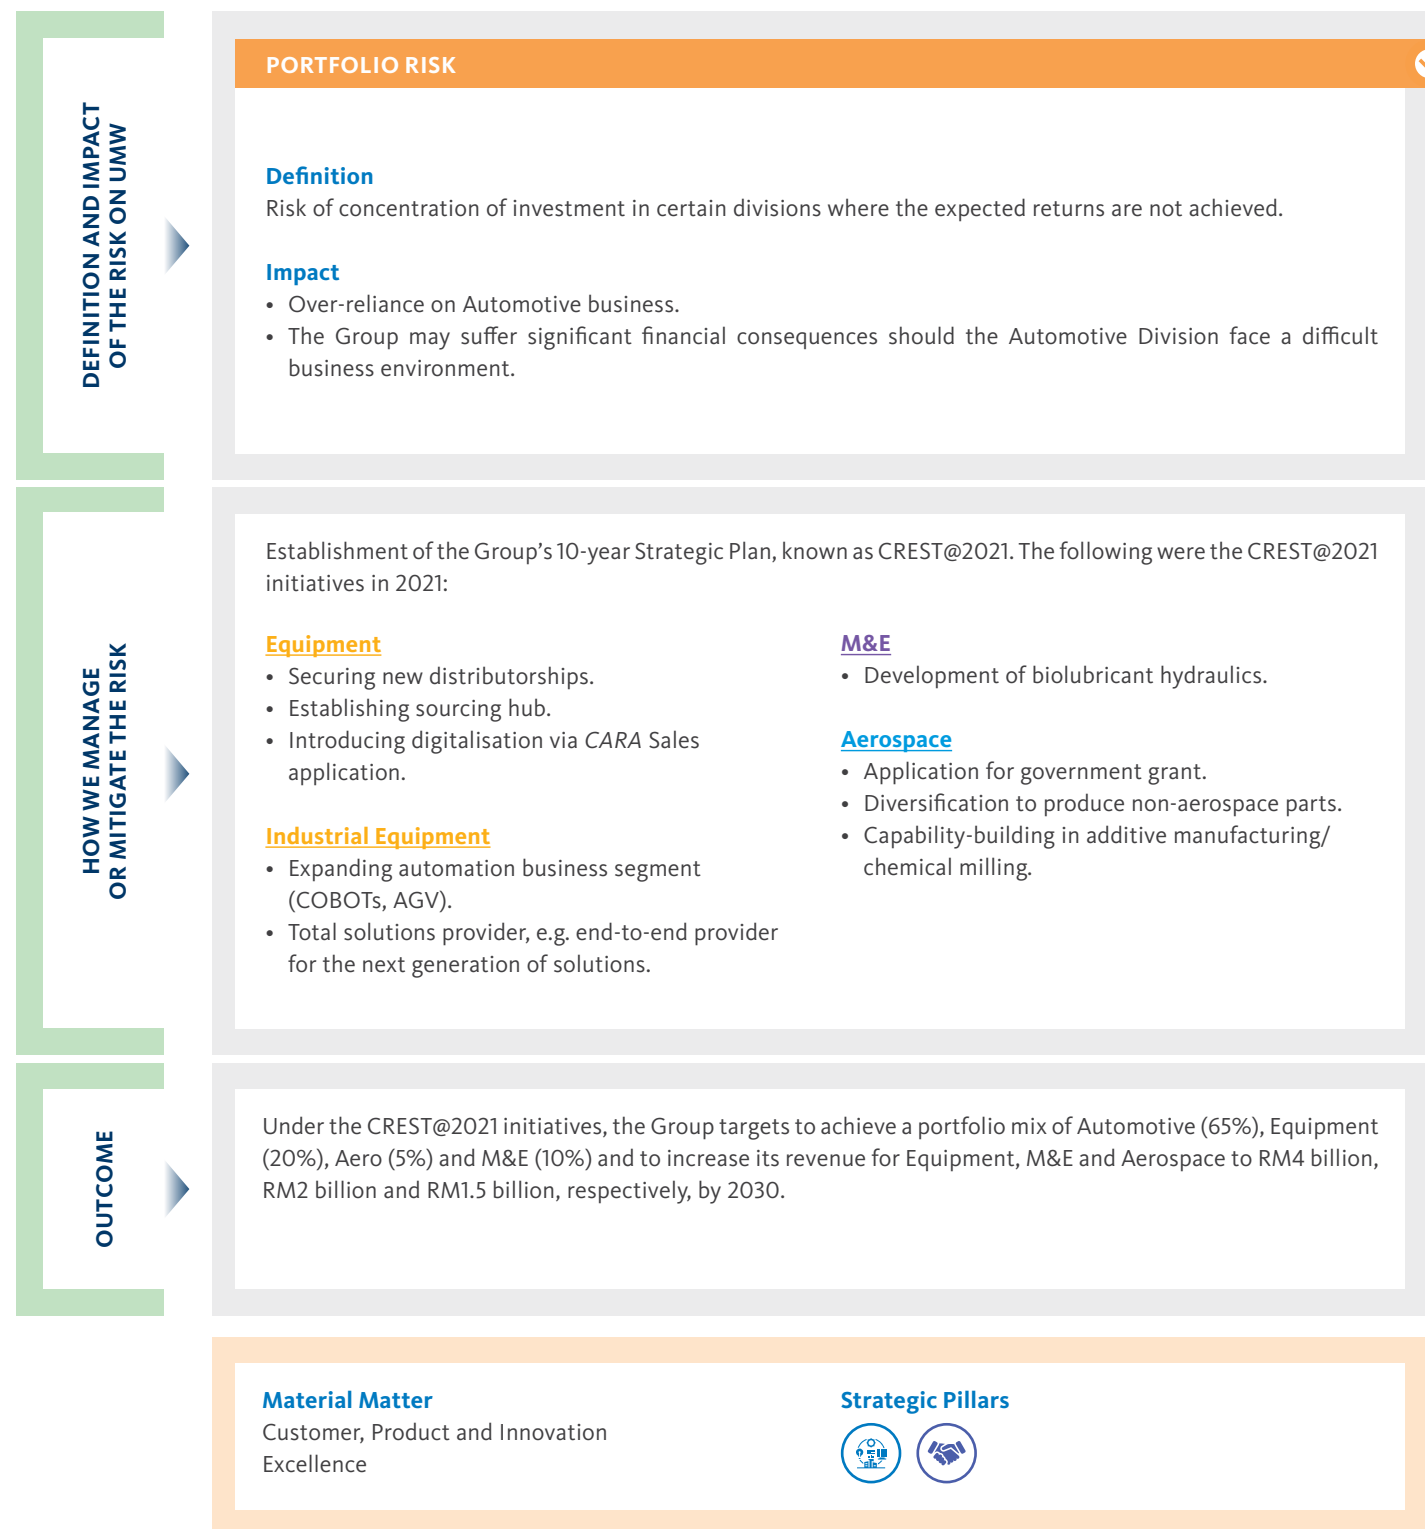 DEFINITION AND IMPACT
OF THE RISK ON UMW
PORTFOLIO RISK
Definition
Risk of concentration of investment in certain divisions where the expected returns are not achieved.
Impact
• Over-reliance on Automotive business.
• The Group may suffer significant financial consequences should the Automotive Division face a difficult
business environment.
HOW WE MANAGE
OR MITIGATE THE RISK
Establishment of the Group's 10-year Strategic Plan, known as CREST@2021. The following were the CREST@2021
initiatives in 2021:
Equipment
• Securing new distributorships.
• Establishing sourcing hub.
• Introducing digitalisation via CARA Sales
application.
Industrial Equipment
• Expanding automation business segment
(COBOTs, AGV).
• Total solutions provider, e.g. end-to-end provider
for the next generation of solutions.
M&E
• Development of biolubricant hydraulics.
Aerospace
• Application for government grant.
• Diversification to produce non-aerospace parts.
• Capability-building in additive manufacturing/
chemical milling.
OUTCOME
Under the CREST@2021 initiatives, the Group targets to achieve a portfolio mix of Automotive (65%), Equipment
(20%), Aero (5%) and M&E (10%) and to increase its revenue for Equipment, M&E and Aerospace to RM4 billion,
RM2 billion and RM1.5 billion, respectively, by 2030.
Material Matter
Customer, Product and Innovation
Excellence
Strategic Pillars